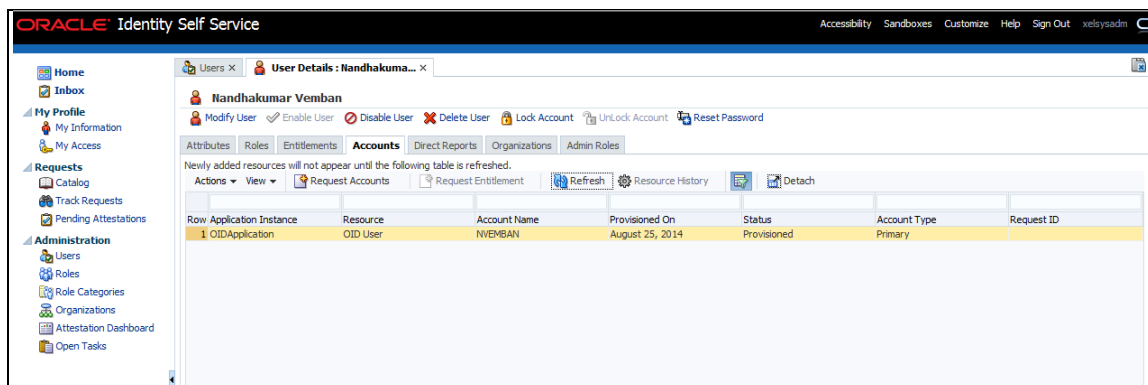 ORACLE Identity Self Service
Accessibility Sandboxes Customize Help Sign Out xelsysadm
Home
Inbox
My Profile
My Information
My Access
Requests
Catalog
Track Requests
Pending Attestations
Administration
Users
Roles
Role Categories
Organizations
Attestation Dashboard
Open Tasks
Users × User Details : Nandhakuma... ×
Nandhakumar Vemban
Modify User Enable User Disable User Delete User Lock Account UnLock Account Reset Password
Attributes Roles Entitlements Accounts Direct Reports Organizations Admin Roles
Newly added resources will not appear until the following table is refreshed.
Actions View Request Accounts Request Entitlement Refresh Resource History Detach
Row Application Instance Resource Account Name Provisioned On Status Account Type Request ID
1 OIDApplication OID User NVEMBAN August 25, 2014 Provisioned Primary